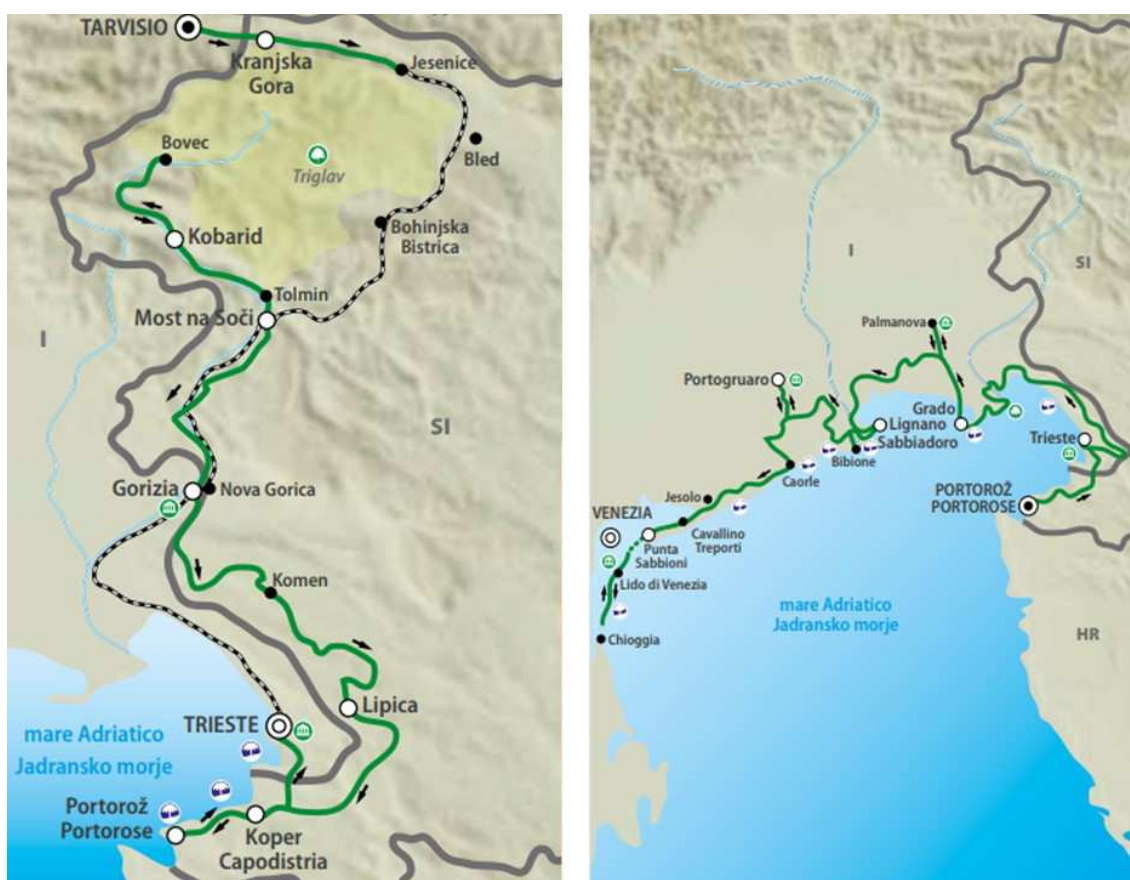 TARVISIO
Kranjska
Gora
Jesenice
Bovec
Bled
Triglav
Kobarid
Bohinjska
Bistrica
Tolmin
Most na Soči
I
SI
Gorizia
Nova Gorica
Komen
Lipica
TRIESTE
mare Adriatico
Jadransko morje
Portorož
Portorose
Koper
Capodistria
I
SI
Palmanova
Portogruaro
Grado
Lignano
Sabbiadoro
Trieste
Bibione
Caorle
PORTOROŽ
PORTOROSE
Jesolo
VENEZIA
Cavallino
Treporti
Punta
Sabbioni
Lido di Venezia
mare Adriatico
Jadransko morje
Chioggia
HR